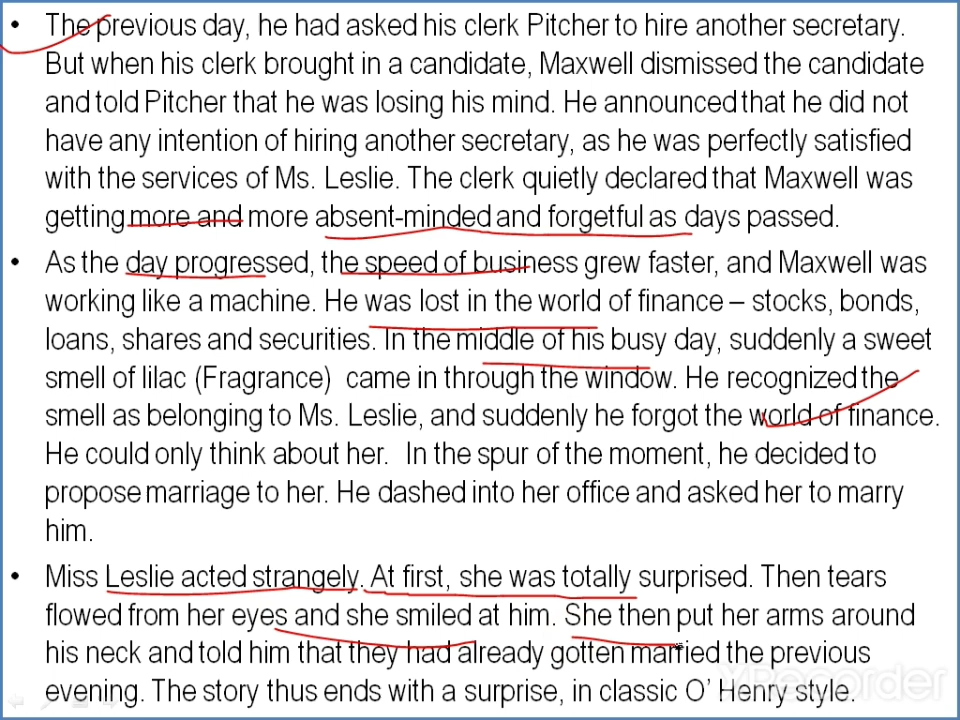 • The previous day, he had asked his clerk Pitcher to hire another secretary.
But when his clerk brought in a candidate, Maxwell dismissed the candidate
and told Pitcher that he was losing his mind. He announced that he did not
have any intention of hiring another secretary, as he was perfectly satisfied
with the services of Ms. Leslie. The clerk quietly declared that Maxwell was
getting more and more absent-minded and forgetful as days passed.
• As the day progressed, the speed of business grew faster, and Maxwell was
working like a machine. He was lost in the world of finance – stocks, bonds,
loans, shares and securities. In the middle of his busy day, suddenly a sweet
smell of lilac (Fragrance) came in through the window. He recognized the
smell as belonging to Ms. Leslie, and suddenly he forgot the world of finance.
He could only think about her. In the spur of the moment, he decided to
propose marriage to her. He dashed into her office and asked her to marry
him.
• Miss Leslie acted strangely. At first, she was totally surprised. Then tears
flowed from her eyes and she smiled at him. She then put her arms around
his neck and told him that they had already gotten married the previous
evening. The story thus ends with a surprise, in classic O’ Henry style.
XRecorder